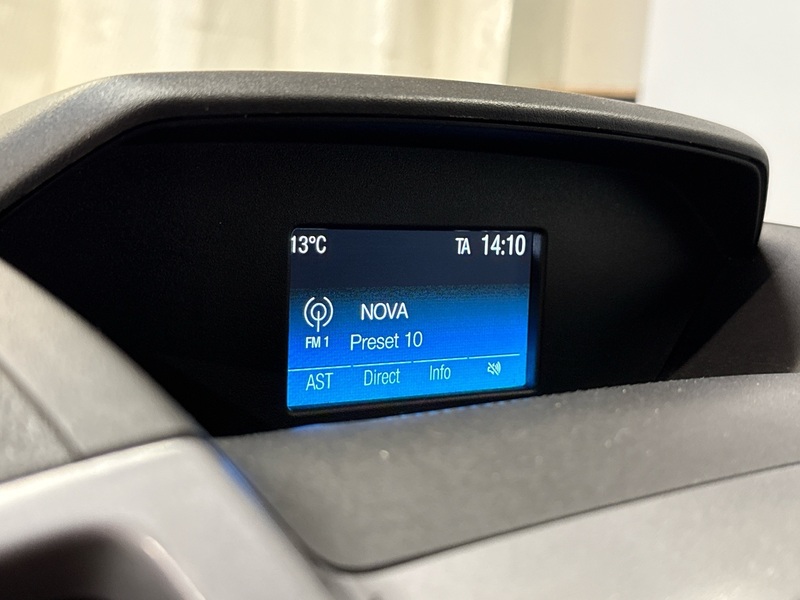 13°C TA 14:10
NOVA
FM 1 Preset 10
AST Direct Info